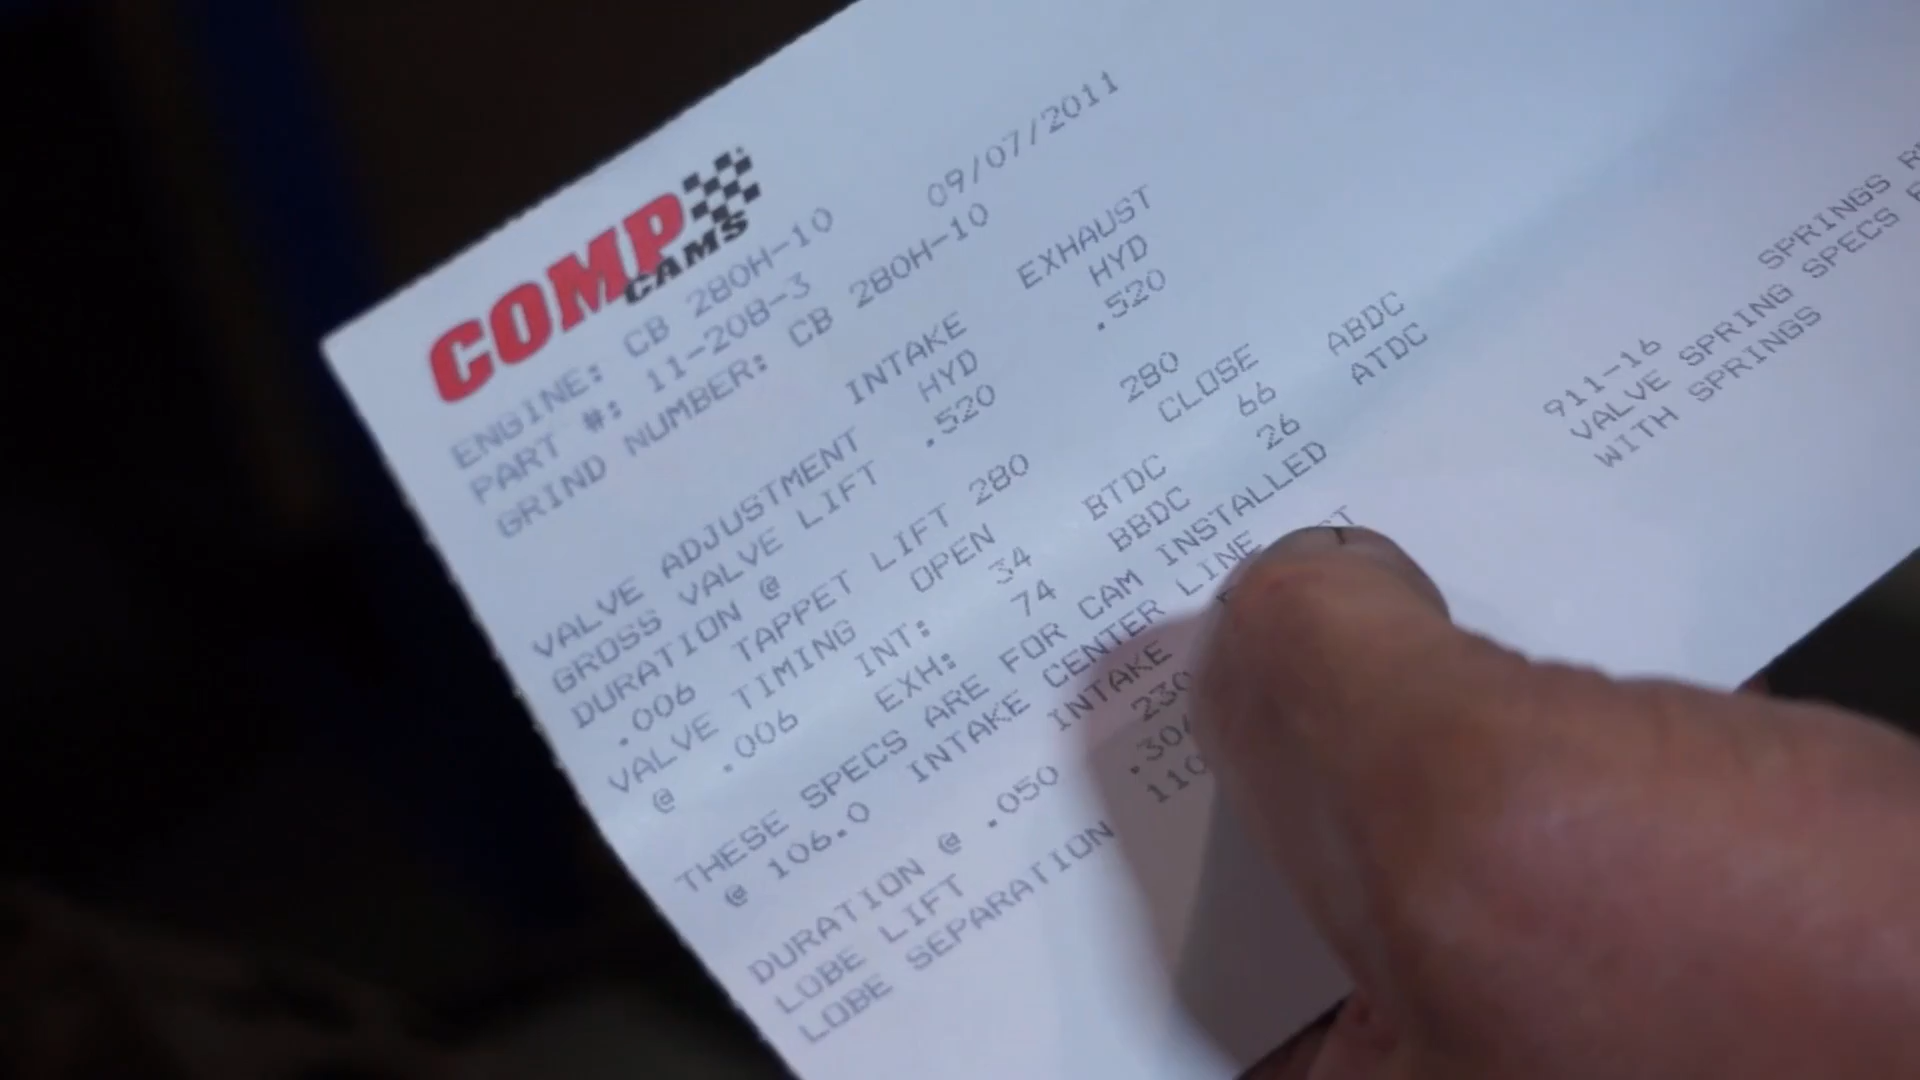 COMP
CAMS
09/07/2011
ENGINE: CB 280H-10
PART #: 11-208-3
GRIND NUMBER: CB 280H-10
INTAKE EXHAUST
VALVE ADJUSTMENT HYD HYD
GROSS VALVE LIFT .520 .520
DURATION @
.006 TAPPET LIFT 280 280
VALVE TIMING OPEN CLOSE
@ .006 INT: 34 BTDC 66 ABDC
EXH: 74 BBDC 26 ATDC
THESE SPECS ARE FOR CAM INSTALLED
@ 106.0 INTAKE CENTER LINE
INTAKE
DURATION @ .050 230
LOBE LIFT
LOBE SEPARATION 110
SPRINGS
911-16
VALVE SPRING SPECS
WITH SPRINGS